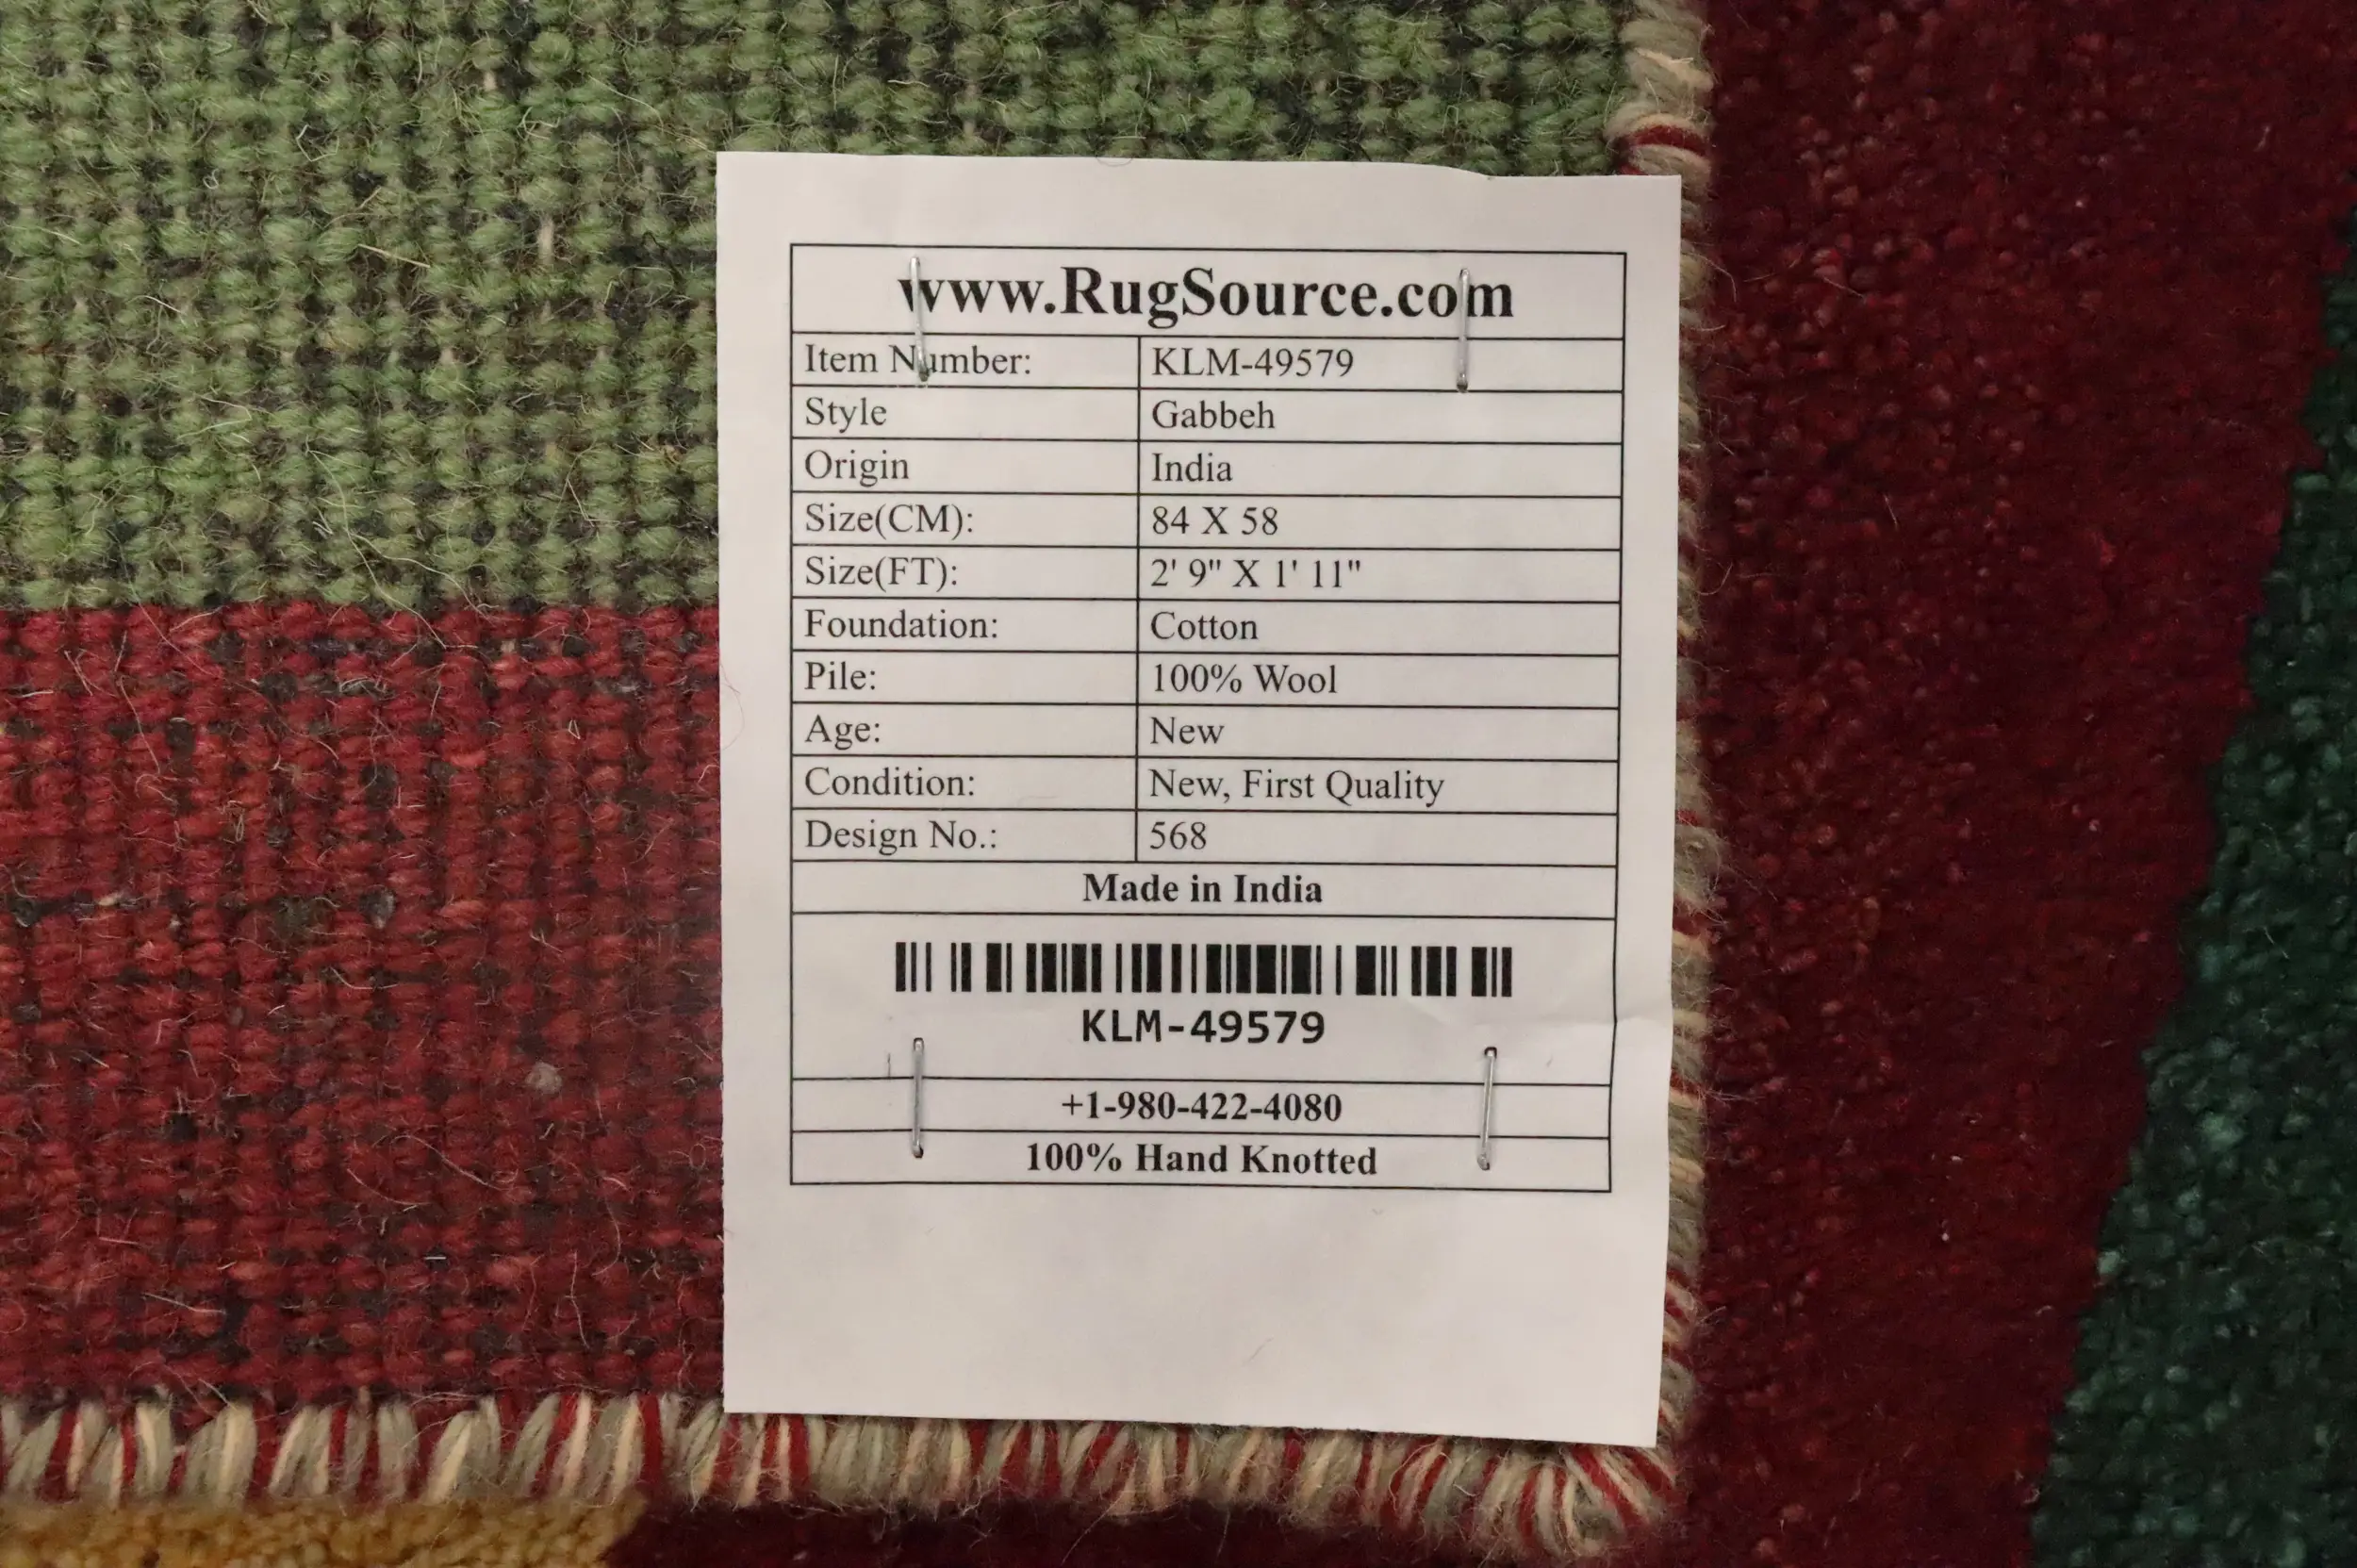 www.RugSource.com
Item Number: KLM-49579
Style Gabbeh
Origin India
Size(CM): 84 X 58
Size(FT): 2' 9" X 1' 11"
Foundation: Cotton
Pile: 100% Wool
Age: New
Condition: New, First Quality
Design No.: 568
Made in India
KLM-49579
+1-980-422-4080
100% Hand Knotted